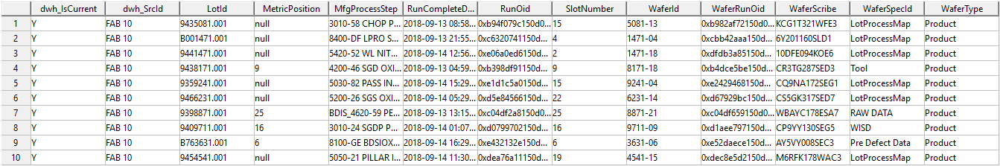 dwh_IsCurrent dwh_SrcId LotId MetricPosition MfgProcessStep RunCompleteD... RunOid SlotNumber WaferId WaferRunOid WaferScribe WaferSpecId WaferType
1 Y FAB 10 9435081.001 null 3010-58 CHOP P... 2018-09-13 08:58... 0xb94f079c150d0... 15 5081-13 0xb982af72150d0... KCG1T321WFE3 LotProcessMap Product
2 Y FAB 10 B001471.001 null 8400-DF LPRO S... 2018-09-13 21:55... 0xc6320741150d... 4 1471-04 0xcbb42aaa150d... 6Y201160SLD1 LotProcessMap Product
3 Y FAB 10 9441471.001 null 5420-52 WL NIT... 2018-09-14 12:56... 0xe06a0ed6150d... 2 1471-18 0xdfdb3a85150d... 10DFE094KOE6 LotProcessMap Product
4 Y FAB 10 9438171.001 9 4200-46 SGD OXI... 2018-09-13 04:59... 0xb398df91150d... 9 8171-18 0xb4dce5be150d... CR3TG287SED3 Tool Product
5 Y FAB 10 9359241.001 null 5030-82 PASS IN... 2018-09-14 15:29... 0xe1d1c5a0150d... 15 9241-04 0xe2429468150d... CQ9NA172SEG1 LotProcessMap Product
6 Y FAB 10 9466231.001 null 5200-26 SGS OXI... 2018-09-14 05:29... 0xd5e84566150d... 22 6231-14 0xd67929bc150d... CS5GK317SED7 LotProcessMap Product
7 Y FAB 10 9398871.001 25 BDIS_4620-59 PE... 2018-09-13 13:15... 0xc04df2a8150d0... 25 8871-21 0xc04df659150d0... WBAYC178ESA7 RAW DATA Product
8 Y FAB 10 9409711.001 16 3010-24 SGDP P... 2018-09-14 01:07... 0xd0799702150d... 16 9711-09 0xd1aee797150d... CP9YY130SEG5 WISD Product
9 Y FAB 10 B763631.001 6 8100-GE BDSIOX... 2018-09-14 16:29... 0xe432132e150d... 6 3631-06 0xe52daece150d... AY5VY008SEC3 Pre Defect Data Product
10 Y FAB 10 9454541.001 null 5050-21 PILLAR I... 2018-09-14 11:30... 0xdea76a11150d... 19 4541-15 0xdec8e5d2150d... M6RFK178WAC3 LotProcessMap Product